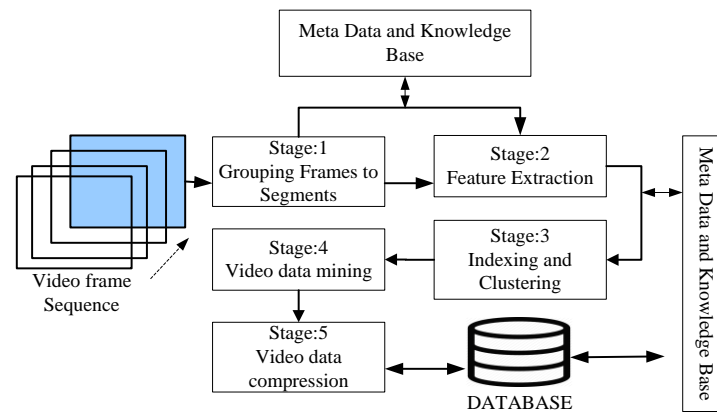 Meta Data and Knowledge
Base
Stage:1
Grouping Frames to
Segments
Stage:2
Feature Extraction
Video frame
Sequence
Stage:4
Video data mining
Stage:3
Indexing and
Clustering
Stage:5
Video data
compression
DATABASE
Meta Data and Knowledge Base